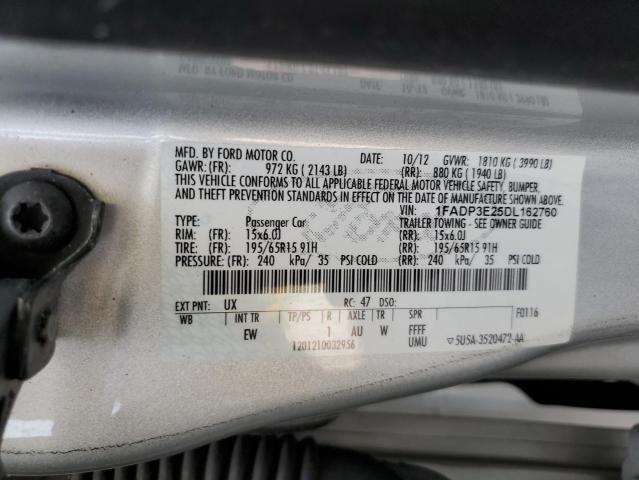 MFD. BY FORD MOTOR CO. DATE: 10/12 GVWR: 1810 KG ( 3990 LB)
GAWR: (FR): 972 KG ( 2143 LB) (RR): 880 KG ( 1940 LB)
THIS VEHICLE CONFORMS TO ALL APPLICABLE FEDERAL MOTOR VEHICLE SAFETY, BUMPER,
AND THEFT PREVENTION STANDARDS IN EFFECT ON THE DATE OF MANUFACTURE SHOWN ABOVE.
VIN: 1FADP3E25DL162760
TYPE: Passenger Car TRAILER TOWING - SEE OWNER GUIDE
RIM: (FR): 15x6.0J (RR): 15x6.0J
TIRE: 195/65R15 91H (RR): 195/65R15 91H
PRESSURE: (FR): 240 kPa/ 35 PSI COLD (RR): 240 kPa/ 35 PSI COLD
EXT PNT: UX RC: 47 DSO: F0116
WB INT TR TP/PS R AXLE TR SPR
EW 1 AU W FFFF
1201210032956 UMU 5U5A-3520472-AA